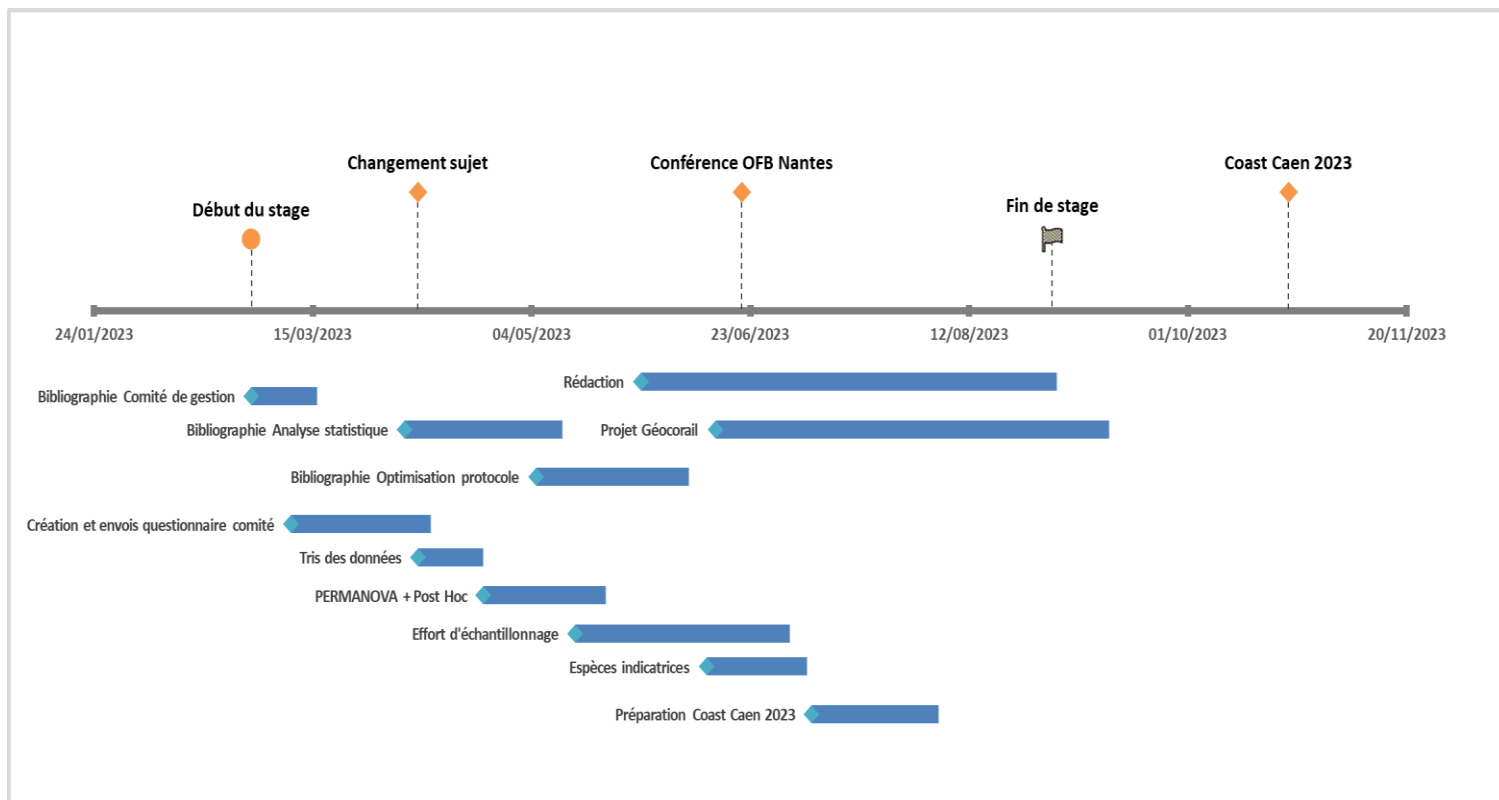 Changement sujet
Conférence OFB Nantes
Coast Caen 2023
Début du stage
Fin de stage
24/01/2023
15/03/2023
04/05/2023
23/06/2023
12/08/2023
01/10/2023
20/11/2023
Rédaction
Bibliographie Comité de gestion
Bibliographie Analyse statistique
Projet Géocorail
Bibliographie Optimisation protocole
Création et envois questionnaire comité
Tris des données
PERMANOVA + Post Hoc
Effort d'échantillonnage
Espèces indicatrices
Préparation Coast Caen 2023